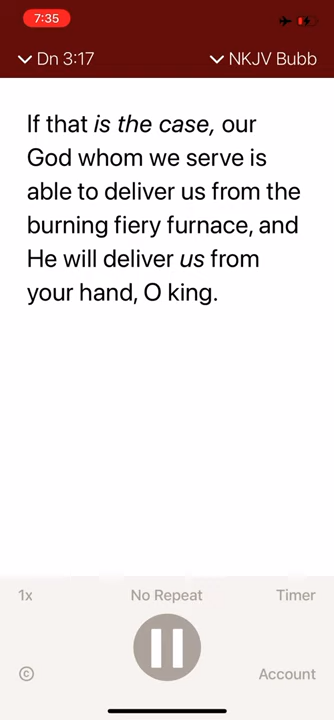 7:35
Dn 3:17
NKJV Bubb
If that is the case, our
God whom we serve is
able to deliver us from the
burning fiery furnace, and
He will deliver us from
your hand, O king.
1x
No Repeat
Timer
©
Account